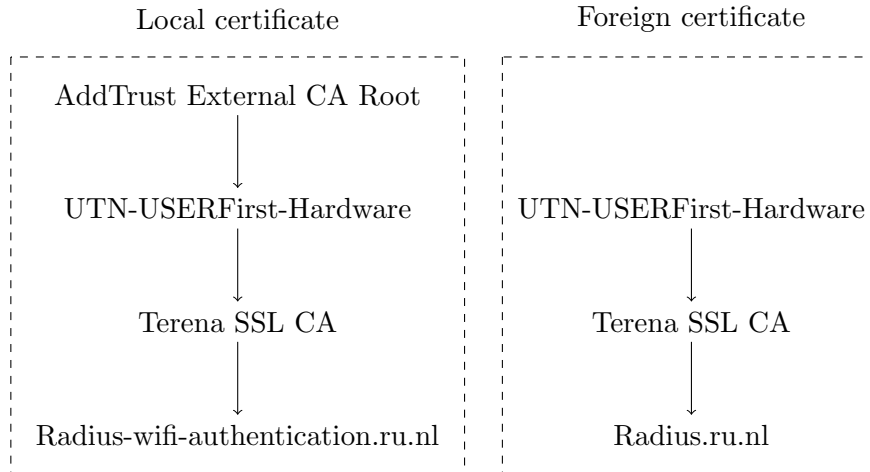 Local certificate
AddTrust External CA Root
UTN-USERFirst-Hardware
Terena SSL CA
Radius-wifi-authentication.ru.nl
Foreign certificate
UTN-USERFirst-Hardware
Terena SSL CA
Radius.ru.nl